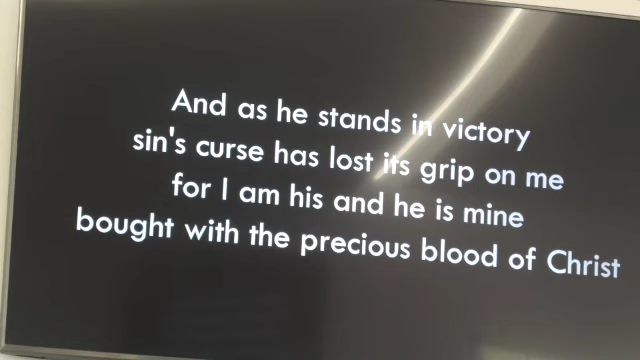 And as he stands in victory
sin's curse has lost its grip on me
for I am his and he is mine
bought with the precious blood of Christ